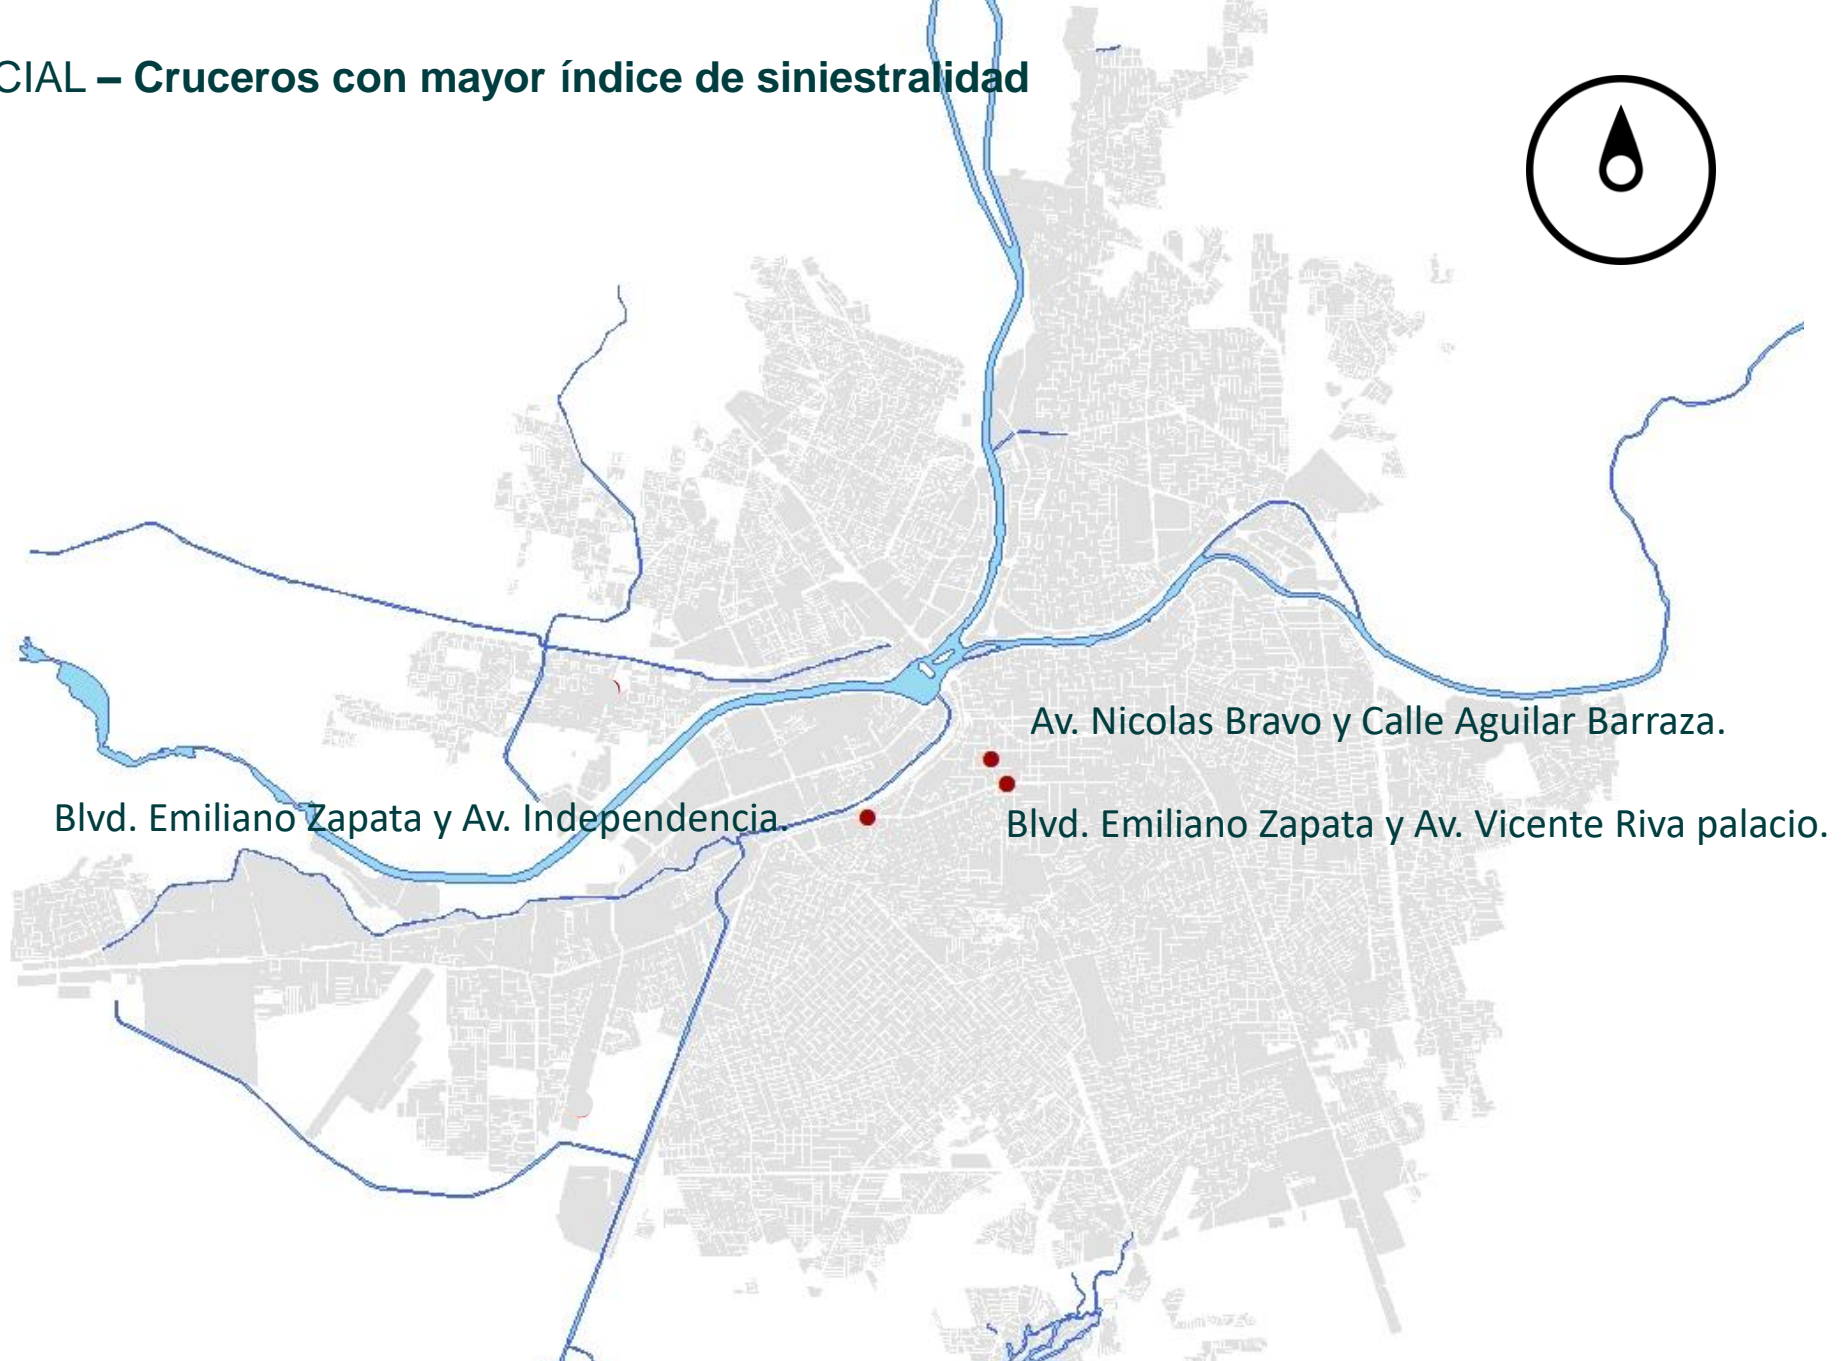 CIAL – Cruceros con mayor índice de siniestralidad
Av. Nicolas Bravo y Calle Aguilar Barraza.
Blvd. Emiliano Zapata y Av. Independencia.
Blvd. Emiliano Zapata y Av. Vicente Riva palacio.